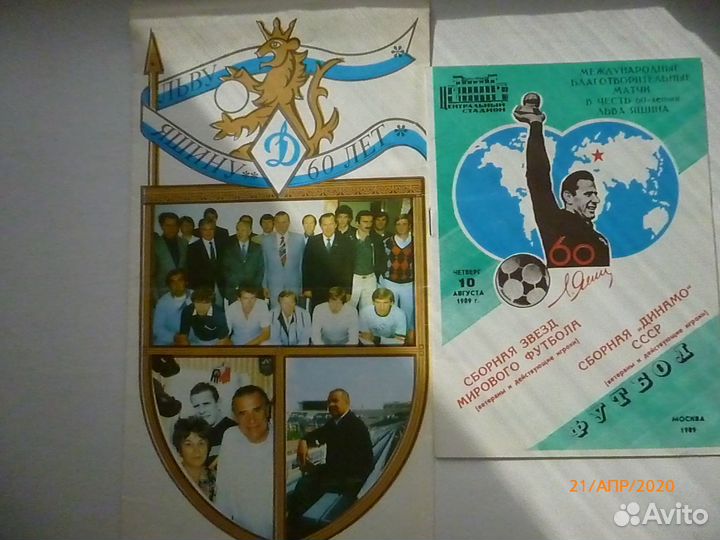 ЛЬВУ
ЯШИНУ** 60 ЛЕТ*
Д
ЦЕНТРАЛЬНЫЙ
СТАДИОН
МЕЖДУНАРОДНЫЕ
БЛАГОТВОРИТЕЛЬНЫЕ
МАТЧИ
В ЧЕСТЬ 60-летия
ЛЬВА ЯШИНА
60
ЧЕТВЕРГ
10
АВГУСТА
1989 г.
СБОРНАЯ ЗВЕЗД
МИРОВОГО ФУТБОЛА
(ветераны и действующие игроки)
СБОРНАЯ „ДИНАМО"
СССР
(ветераны и действующие игроки)
ФУТБОЛ
МОСКВА
1989
21/АПР/2020
Avito